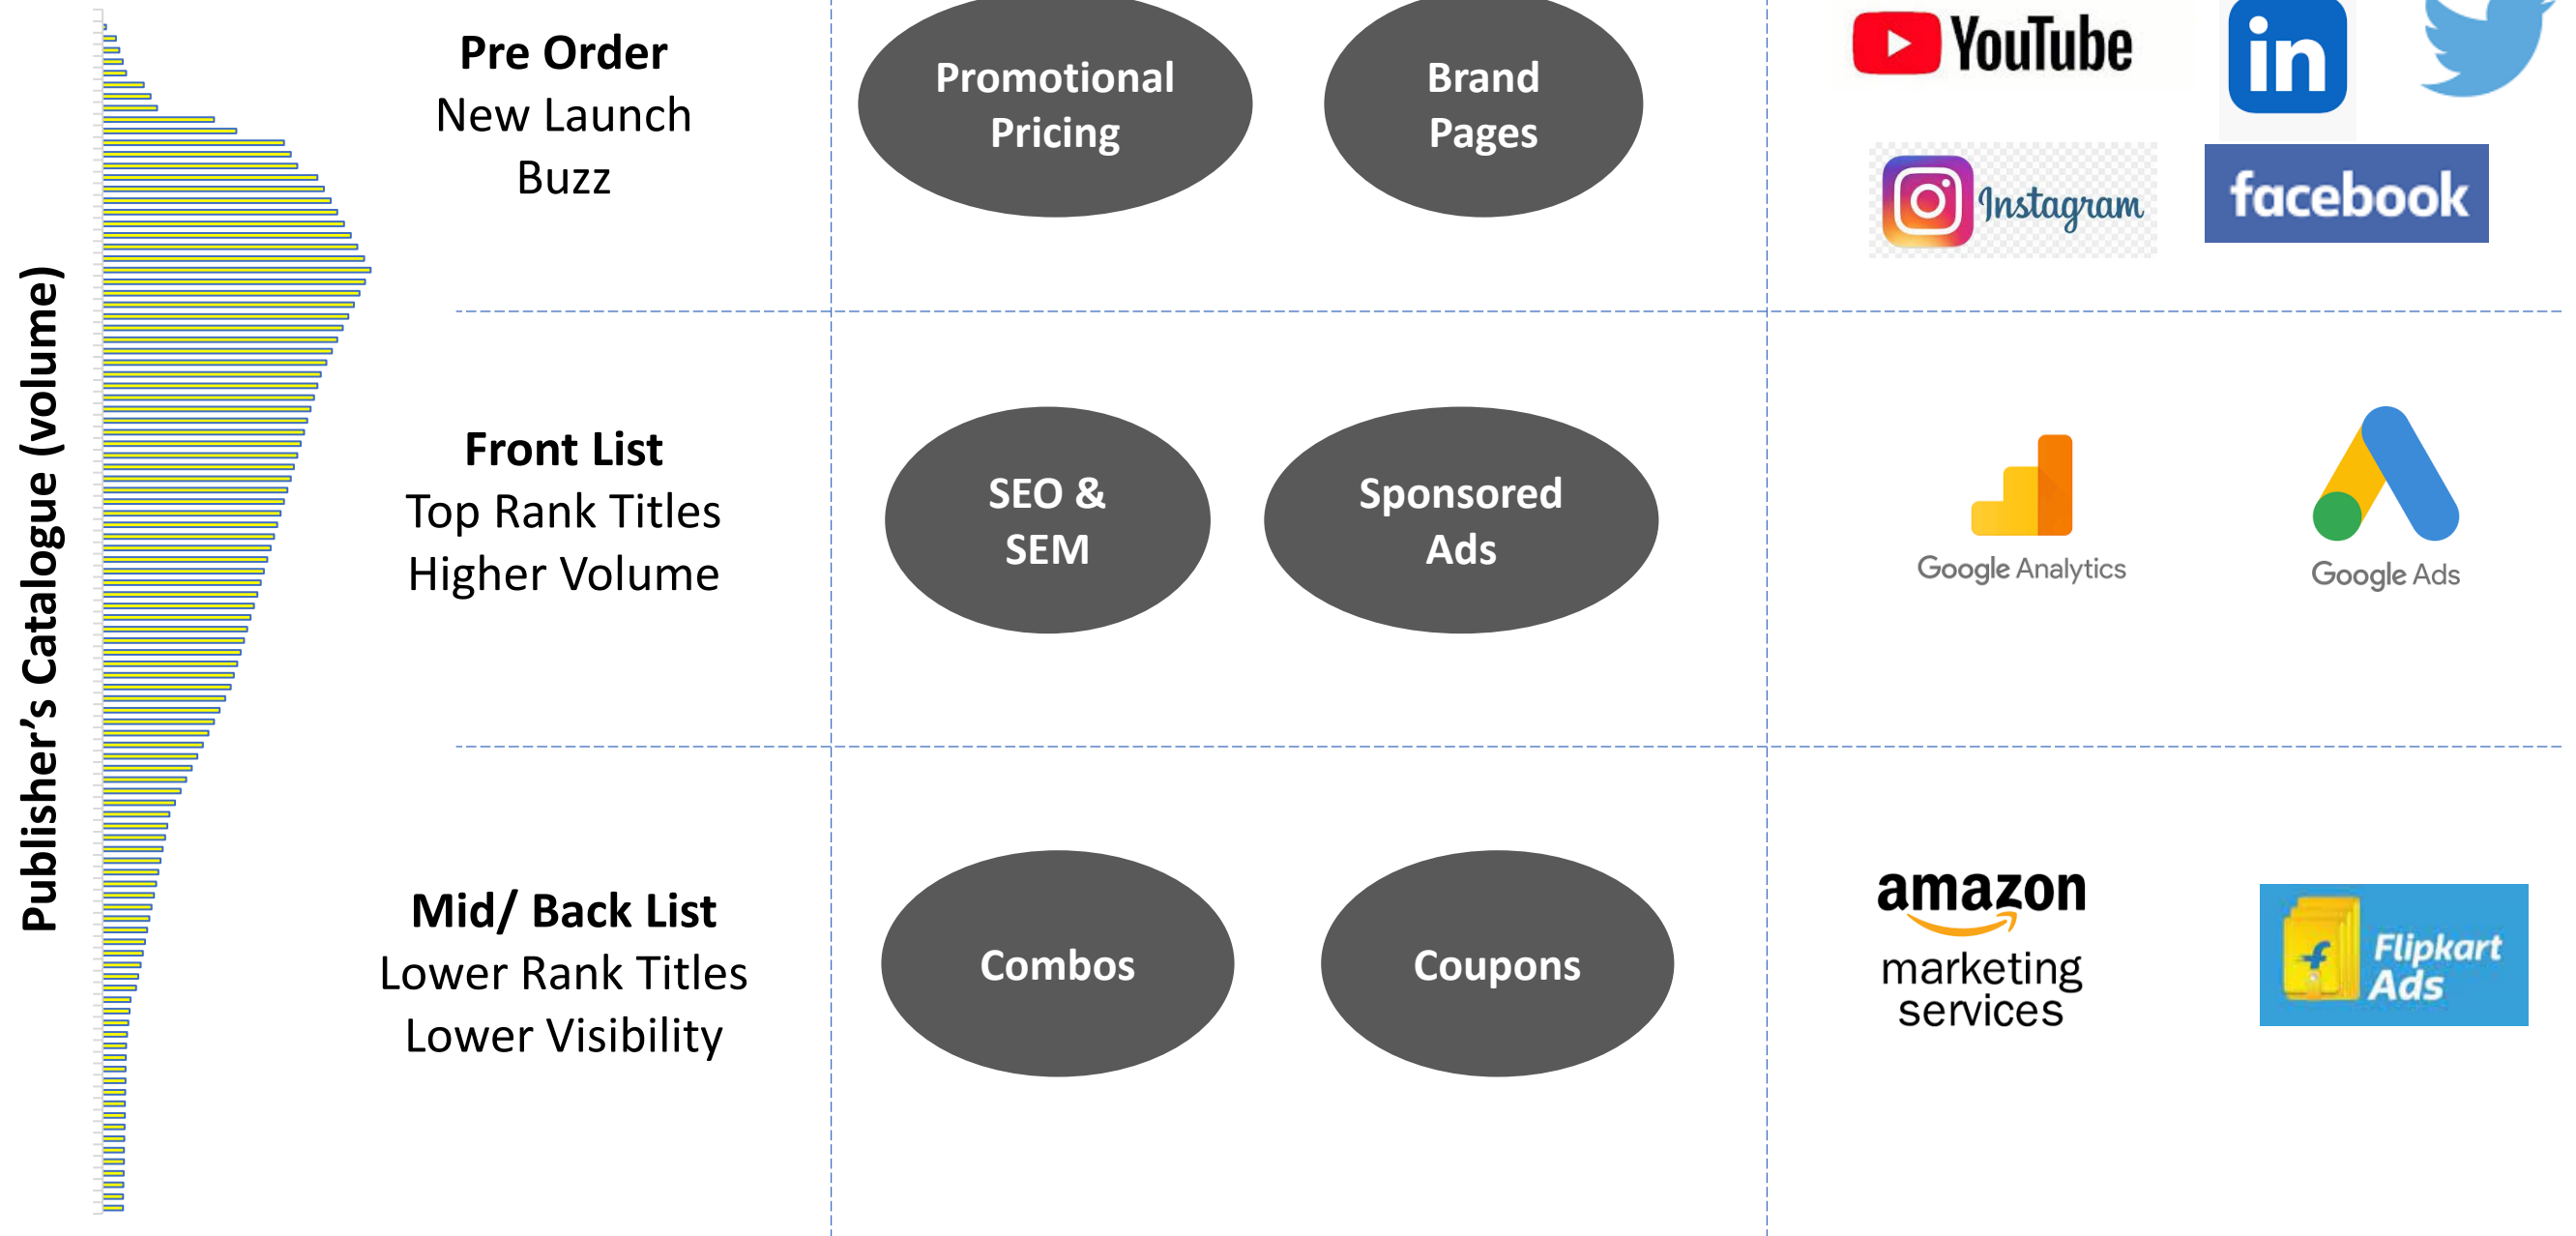 Publisher's Catalogue (volume)
Pre Order
New Launch
Buzz
Promotional
Pricing
Brand
Pages
YouTube
in
Instagram
facebook
Front List
Top Rank Titles
Higher Volume
SEO &
SEM
Sponsored
Ads
Google Analytics
Google Ads
Mid/ Back List
Lower Rank Titles
Lower Visibility
Combos
Coupons
amazon
marketing
services
f
Flipkart
Ads